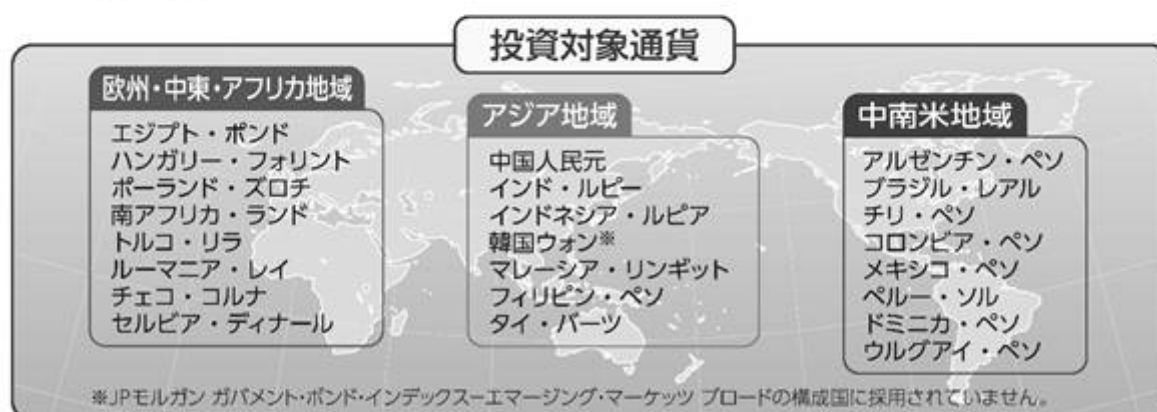 投資対象通貨
欧州・中東・アフリカ地域
エジプト・ポンド
ハンガリー・フォリント
ポーランド・ズロチ
南アフリカ・ランド
トルコ・リラ
ルーマニア・レイ
チェコ・コルナ
セルビア・ディナール
アジア地域
中国人民元
インド・ルピー
インドネシア・ルピア
韓国ウォン※
マレーシア・リンギット
フィリピン・ペソ
タイ・バーツ
中南米地域
アルゼンチン・ペソ
ブラジル・レアル
チリ・ペソ
コロンビア・ペソ
メキシコ・ペソ
ペルー・ソル
ドミニカ・ペソ
ウルグアイ・ペソ
※JPモルガン ガバメント・ボンド・インデックス-エマージング・マーケッツ ブロードの構成国に採用されていません。